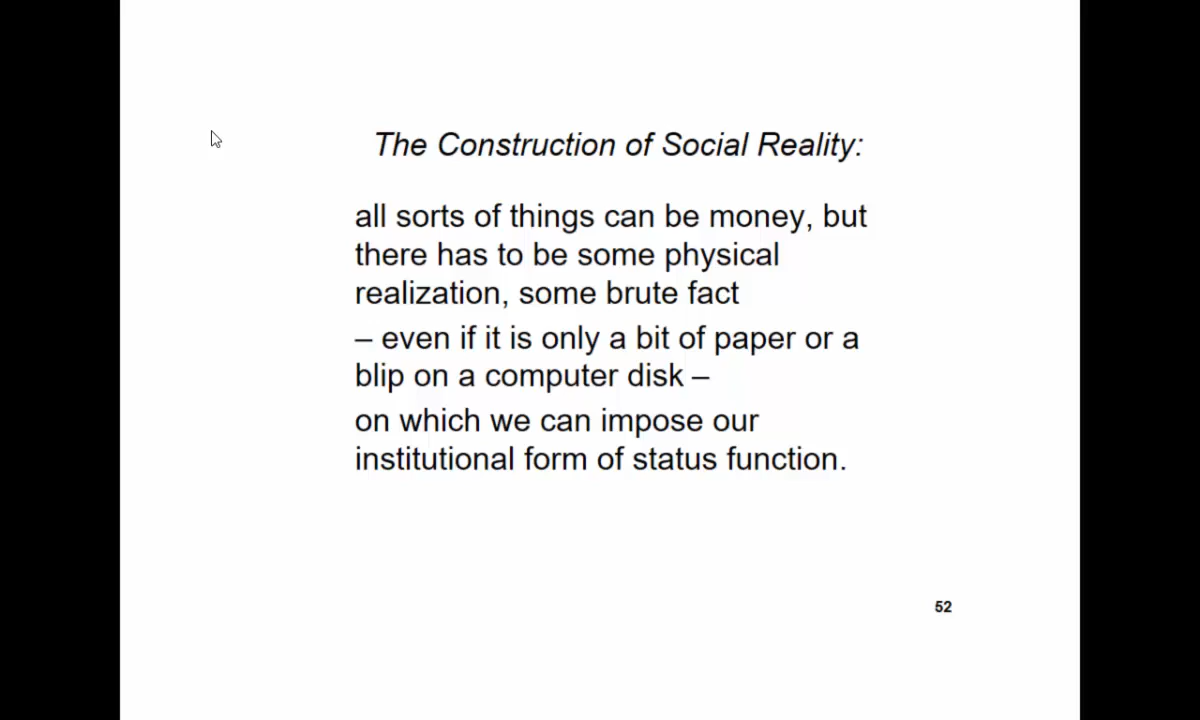 The Construction of Social Reality:
all sorts of things can be money, but
there has to be some physical
realization, some brute fact
– even if it is only a bit of paper or a
blip on a computer disk –
on which we can impose our
institutional form of status function.
52